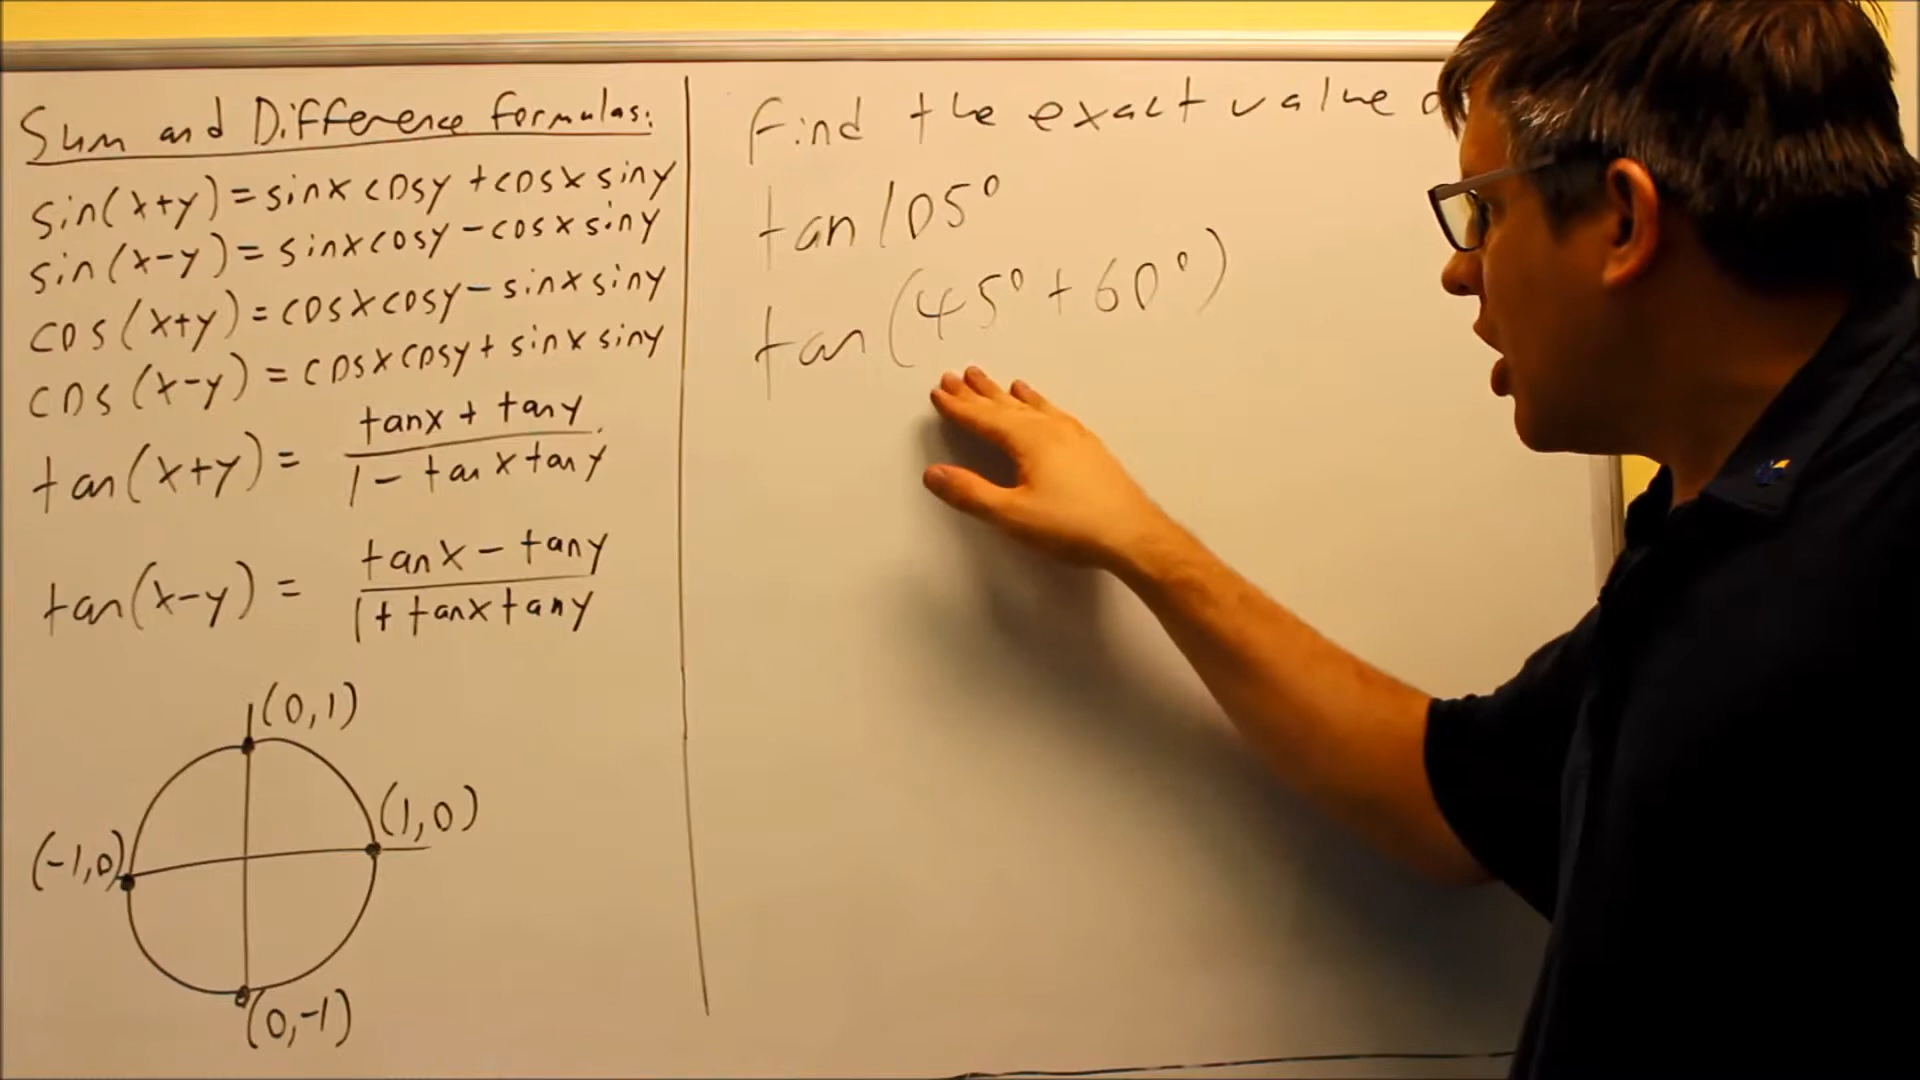 Sum and Difference formulas:
sin(x+y) = sinx cosy + cosx siny
sin(x-y) = sinx cosy - cosx siny
cos(x+y) = cosx cosy - sinx siny
cos(x-y) = cosx cosy + sinx siny
tan(x+y) = tanx + tany
1 - tanx tany
tan(x-y) = tanx - tany
1 + tanx tany
(0,1)
(1,0)
(-1,0)
(0,-1)
Find the exact value
tan 105°
tan(45° + 60°)